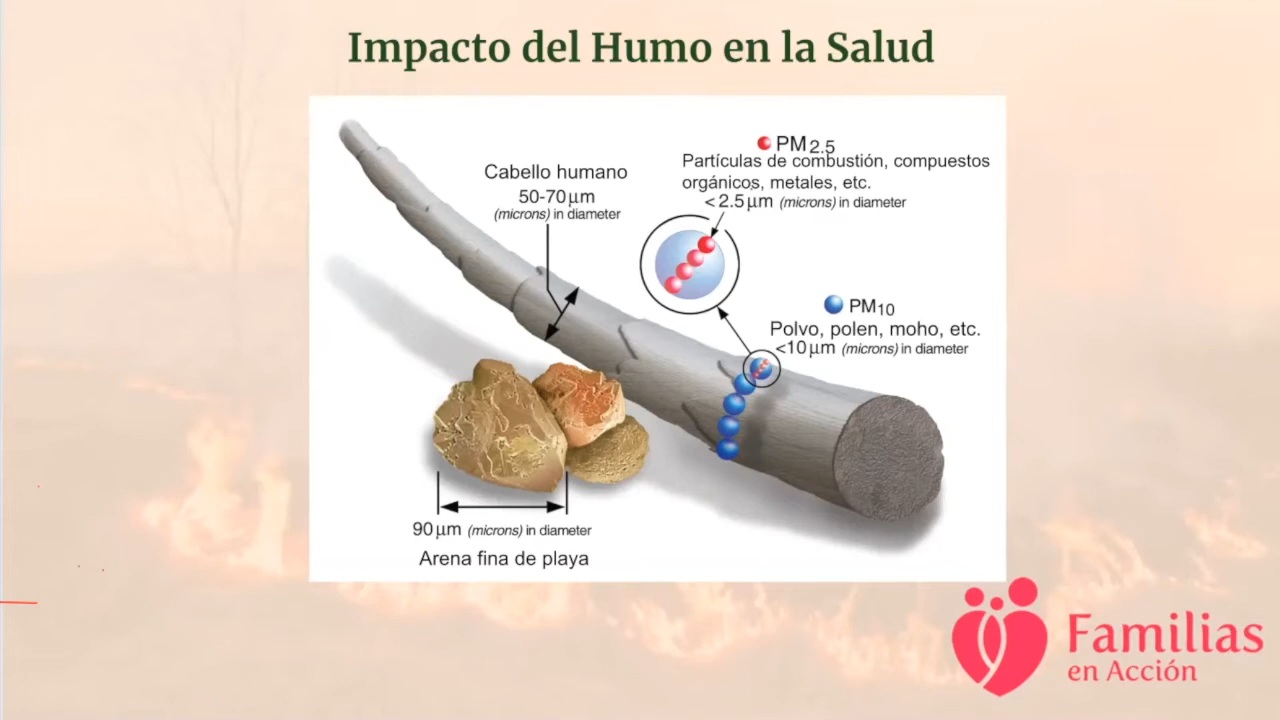 Impacto del Humo en la Salud
PM2.5
Partículas de combustión, compuestos
orgánicos, metales, etc.
<2.5µm (microns) in diameter
Cabello humano
50-70µm
(microns) in diameter
PM10
Polvo, polen, moho, etc.
<10µm (microns) in diameter
90µm (microns) in diameter
Arena fina de playa
Familias
en Acción